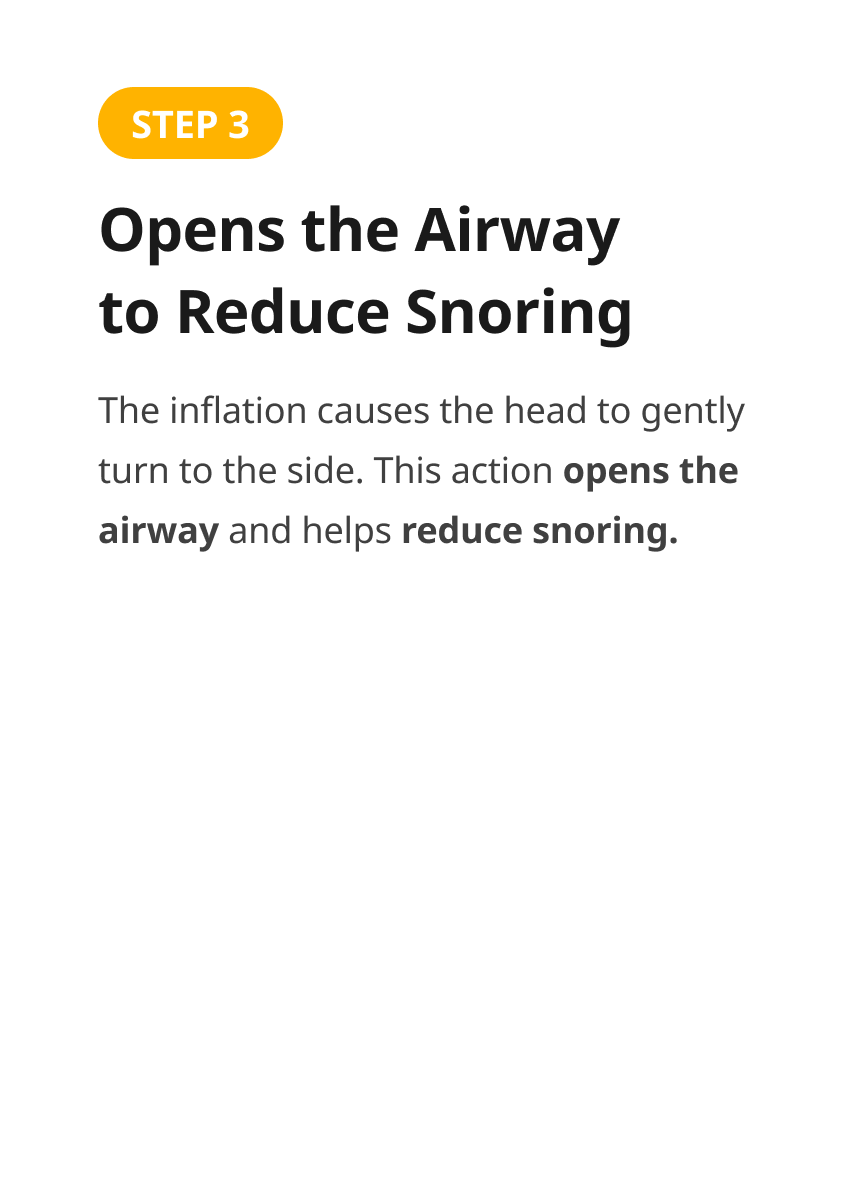 STEP 3
Opens the Airway
to Reduce Snoring
The inflation causes the head to gently
turn to the side. This action opens the
airway and helps reduce snoring.